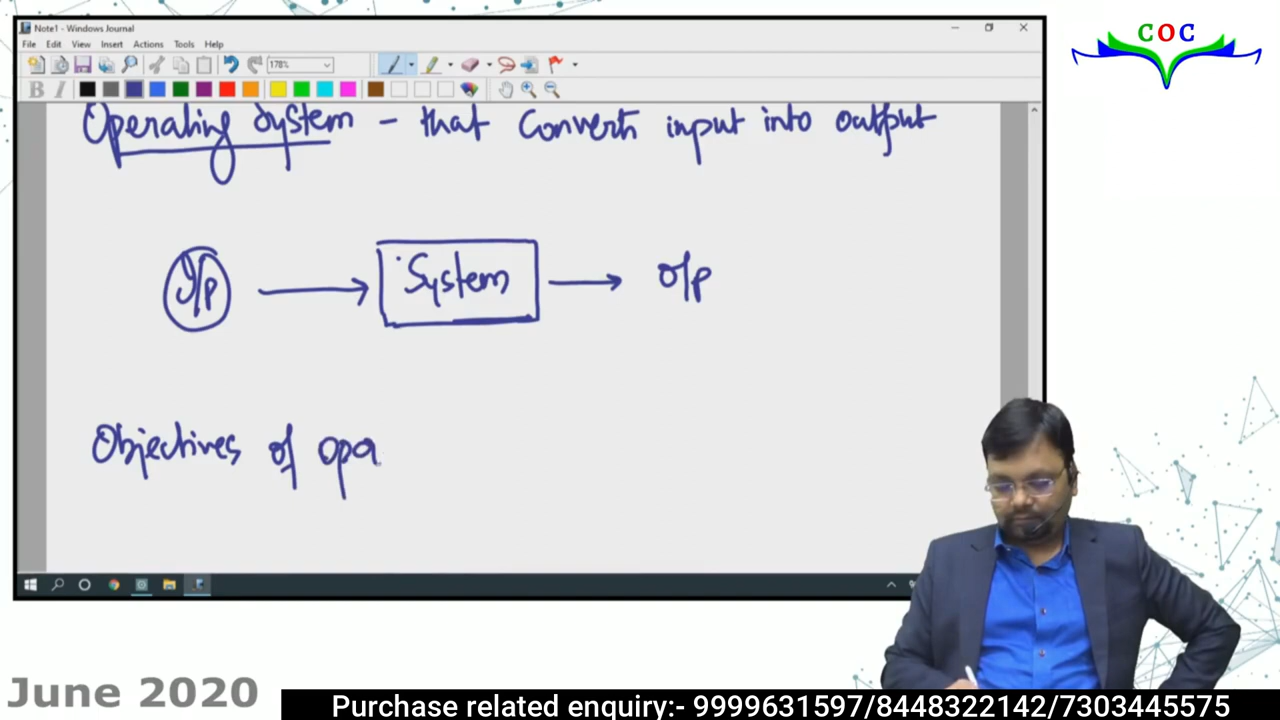 Note1 - Windows Journal
COC
File Edit View Insert Actions Tools Help
178%
B I
Operating System - that convert input into output
I/p System o/p
Objectives of opa
June 2020
Purchase related enquiry:- 9999631597/8448322142/7303445575